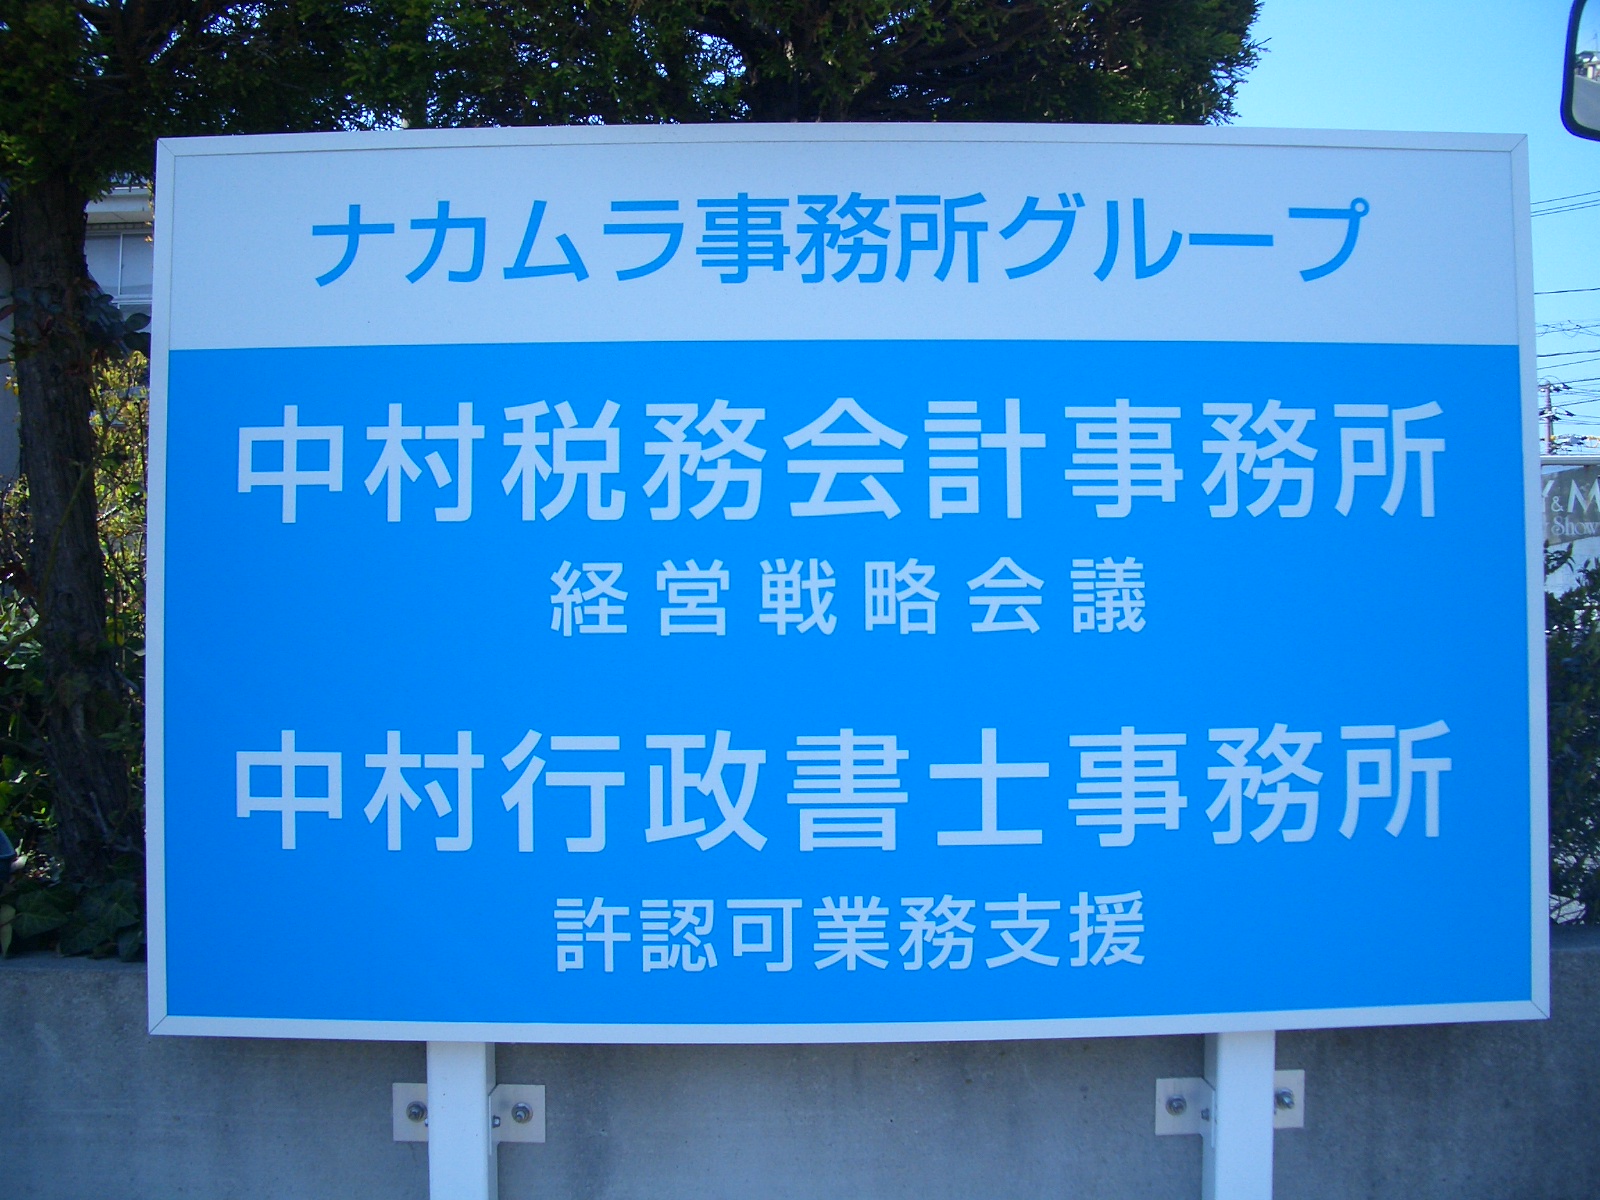 ナカムラ事務所グループ
中村税務会計事務所
経営戦略会議
中村行政書士事務所
許認可業務支援
Y&M
Show